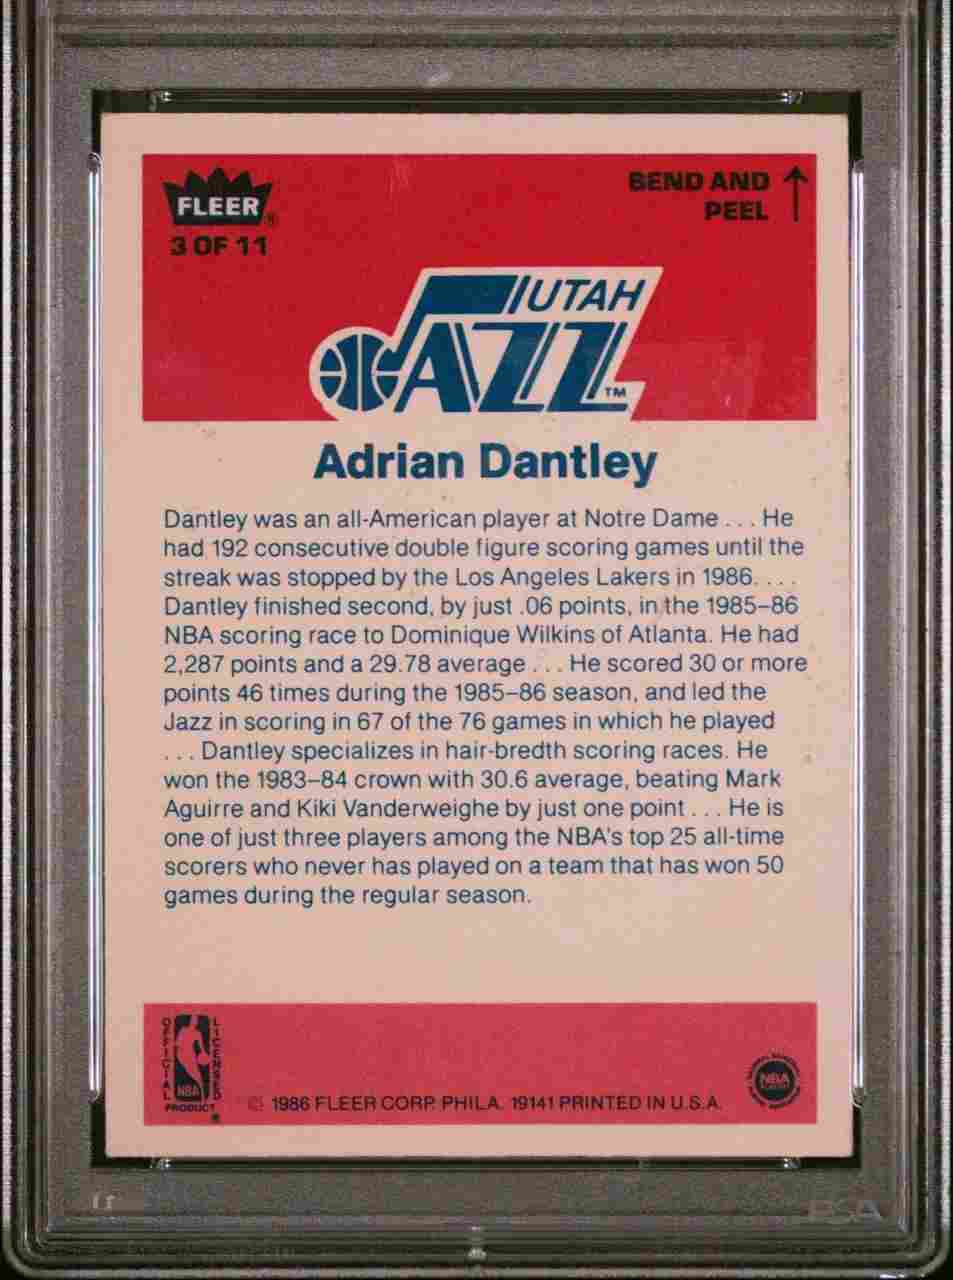 FLEER®
3 OF 11
BEND AND
PEEL
UTAH
JAZZ
TM
Adrian Dantley
Dantley was an all-American player at Notre Dame . . . He
had 192 consecutive double figure scoring games until the
streak was stopped by the Los Angeles Lakers in 1986. . . .
Dantley finished second, by just .06 points, in the 1985–86
NBA scoring race to Dominique Wilkins of Atlanta. He had
2,287 points and a 29.78 average . . . He scored 30 or more
points 46 times during the 1985–86 season, and led the
Jazz in scoring in 67 of the 76 games in which he played
. . . Dantley specializes in hair-bredth scoring races. He
won the 1983–84 crown with 30.6 average, beating Mark
Aguirre and Kiki Vanderweighe by just one point . . . He is
one of just three players among the NBA's top 25 all-time
scorers who never has played on a team that has won 50
games during the regular season.
OFFICIAL
LICENSED
NBA
PRODUCT
®
© 1986 FLEER CORP. PHILA. 19141 PRINTED IN U.S.A.
NBA
PSA